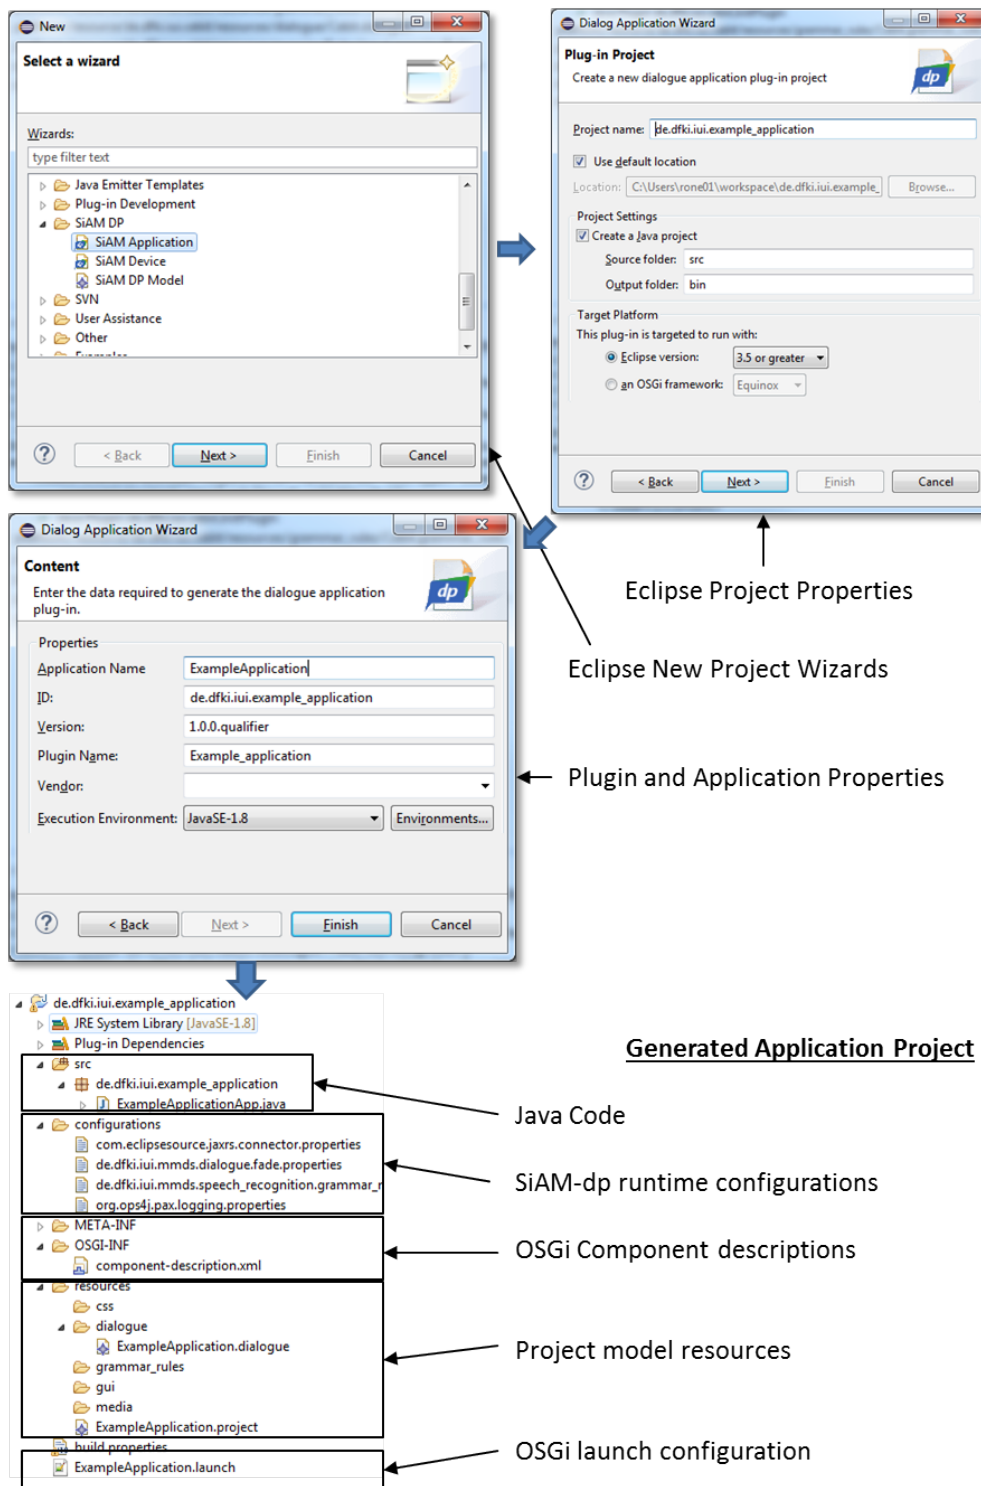 New
Select a wizard
Wizards:
type filter text
Java Emitter Templates
Plug-in Development
SiAM DP
SiAM Application
SiAM Device
SiAM DP Model
SVN
User Assistance
Other
Examples
< Back
Next >
Finish
Cancel
Dialog Application Wizard
Plug-in Project
Create a new dialogue application plug-in project
dp
Project name: de.dfki.iui.example_application
Use default location
Location: C:\Users\rone01\workspace\de.dfki.iui.example_
Browse...
Project Settings
Create a Java project
Source folder: src
Output folder: bin
Target Platform
This plug-in is targeted to run with:
Eclipse version: 3.5 or greater
an OSGi framework: Equinox
< Back
Next >
Finish
Cancel
Eclipse Project Properties
Eclipse New Project Wizards
Dialog Application Wizard
Content
Enter the data required to generate the dialogue application
plug-in.
dp
Properties
Application Name ExampleApplication
ID: de.dfki.iui.example_application
Version: 1.0.0.qualifier
Plugin Name: Example_application
Vendor:
Execution Environment: JavaSE-1.8 Environments...
< Back
Next >
Finish
Cancel
Plugin and Application Properties
de.dfki.iui.example_application
JRE System Library [JavaSE-1.8]
Plug-in Dependencies
src
de.dfki.iui.example_application
ExampleApplicationApp.java
configurations
com.eclipsesource.jaxrs.connector.properties
de.dfki.iui.mmds.dialogue.fade.properties
de.dfki.iui.mmds.speech_recognition.grammar_r
org.ops4j.pax.logging.properties
META-INF
OSGI-INF
component-description.xml
resources
css
dialogue
ExampleApplication.dialogue
grammar_rules
gui
media
ExampleApplication.project
build.properties
ExampleApplication.launch
Generated Application Project
Java Code
SiAM-dp runtime configurations
OSGi Component descriptions
Project model resources
OSGi launch configuration